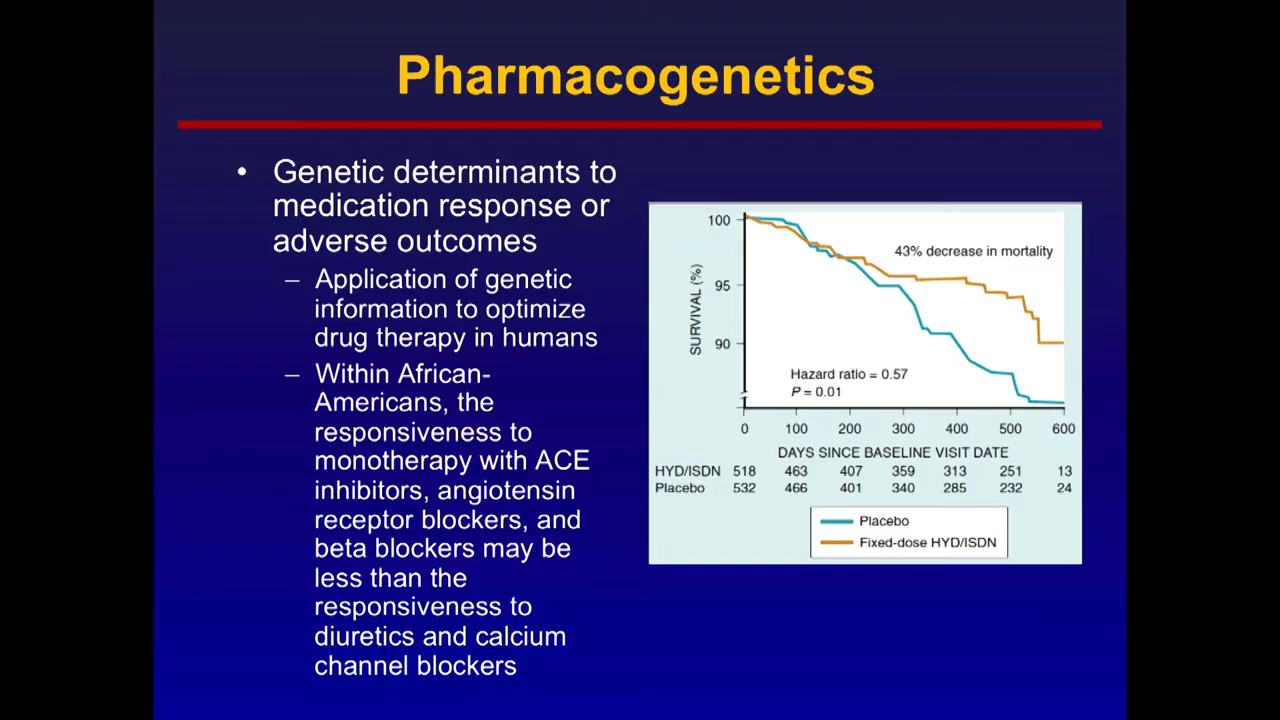 Pharmacogenetics
• Genetic determinants to
medication response or
adverse outcomes
– Application of genetic
information to optimize
drug therapy in humans
– Within African-
Americans, the
responsiveness to
monotherapy with ACE
inhibitors, angiotensin
receptor blockers, and
beta blockers may be
less than the
responsiveness to
diuretics and calcium
channel blockers
SURVIVAL (%)
100
95
90
43% decrease in mortality
Hazard ratio = 0.57
P = 0.01
0 100 200 300 400 500 600
DAYS SINCE BASELINE VISIT DATE
HYD/ISDN 518 463 407 359 313 251 13
Placebo 532 466 401 340 285 232 24
Placebo
Fixed-dose HYD/ISDN